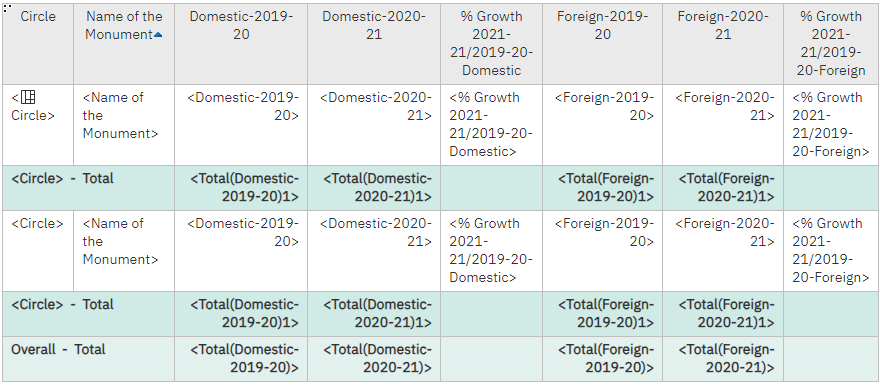 Circle
Name of the
Monument
Domestic-2019-
20
Domestic-2020-
21
% Growth
2021-
21/2019-20-
Domestic
Foreign-2019-
20
Foreign-2020-
21
% Growth
2021-
21/2019-
20-Foreign
<
Circle>
<Name of
the
Monument>
<Domestic-2019-
20>
<Domestic-2020-
21>
<% Growth
2021-
21/2019-20-
Domestic>
<Foreign-2019-
20>
<Foreign-2020-
21>
<% Growth
2021-
21/2019-
20-Foreign>
<Circle> - Total
<Total(Domestic-
2019-20)1>
<Total(Domestic-
2020-21)1>
<Total(Foreign-
2019-20)1>
<Total(Foreign-
2020-21)1>
<Circle>
<Name of
the
Monument>
<Domestic-2019-
20>
<Domestic-2020-
21>
<% Growth
2021-
21/2019-20-
Domestic>
<Foreign-2019-
20>
<Foreign-2020-
21>
<% Growth
2021-
21/2019-
20-Foreign>
<Circle> - Total
<Total(Domestic-
2019-20)1>
<Total(Domestic-
2020-21)1>
<Total(Foreign-
2019-20)1>
<Total(Foreign-
2020-21)1>
Overall - Total
<Total(Domestic-
2019-20)>
<Total(Domestic-
2020-21)>
<Total(Foreign-
2019-20)>
<Total(Foreign-
2020-21)>